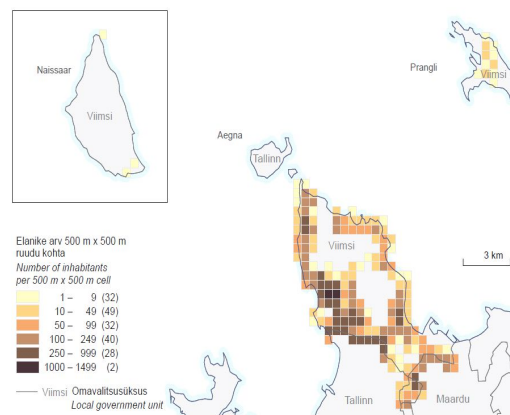 Naissaar
Viimsi
Prangli
Viimsi
Aegna
Tallinn
Viimsi
3 km
Elanike arv 500 m x 500 m
ruudu kohta
Number of inhabitants
per 500 m x 500 m cell
1 – 9 (32)
10 – 49 (49)
50 – 99 (32)
100 – 249 (40)
250 – 999 (28)
1000 – 1499 (2)
Viimsi Omavalitsusüksus
Local government unit
Tallinn
Maardu